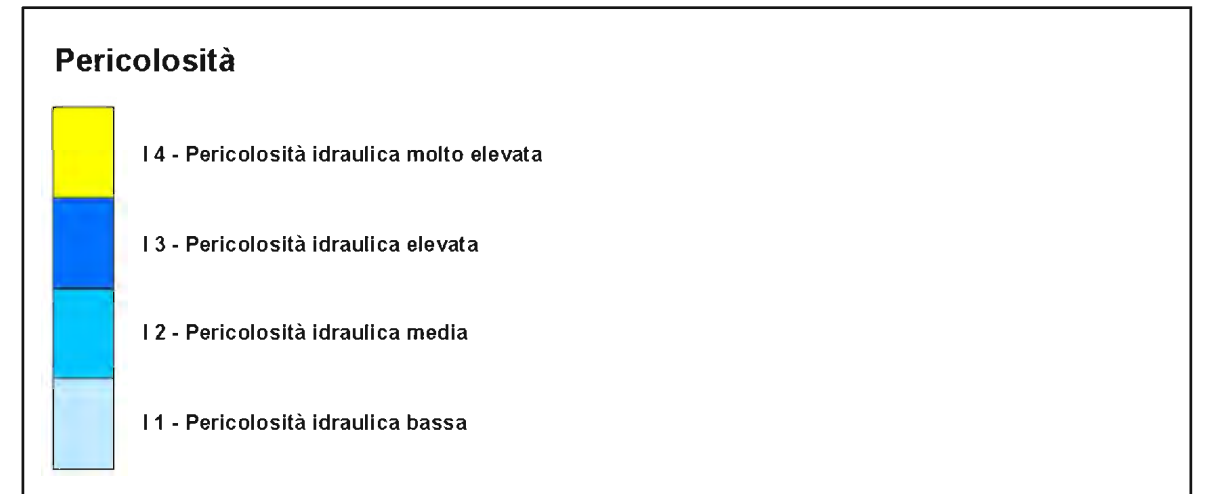 Pericolosità
I 4 - Pericolosità idraulica molto elevata
I 3 - Pericolosità idraulica elevata
I 2 - Pericolosità idraulica media
I 1 - Pericolosità idraulica bassa